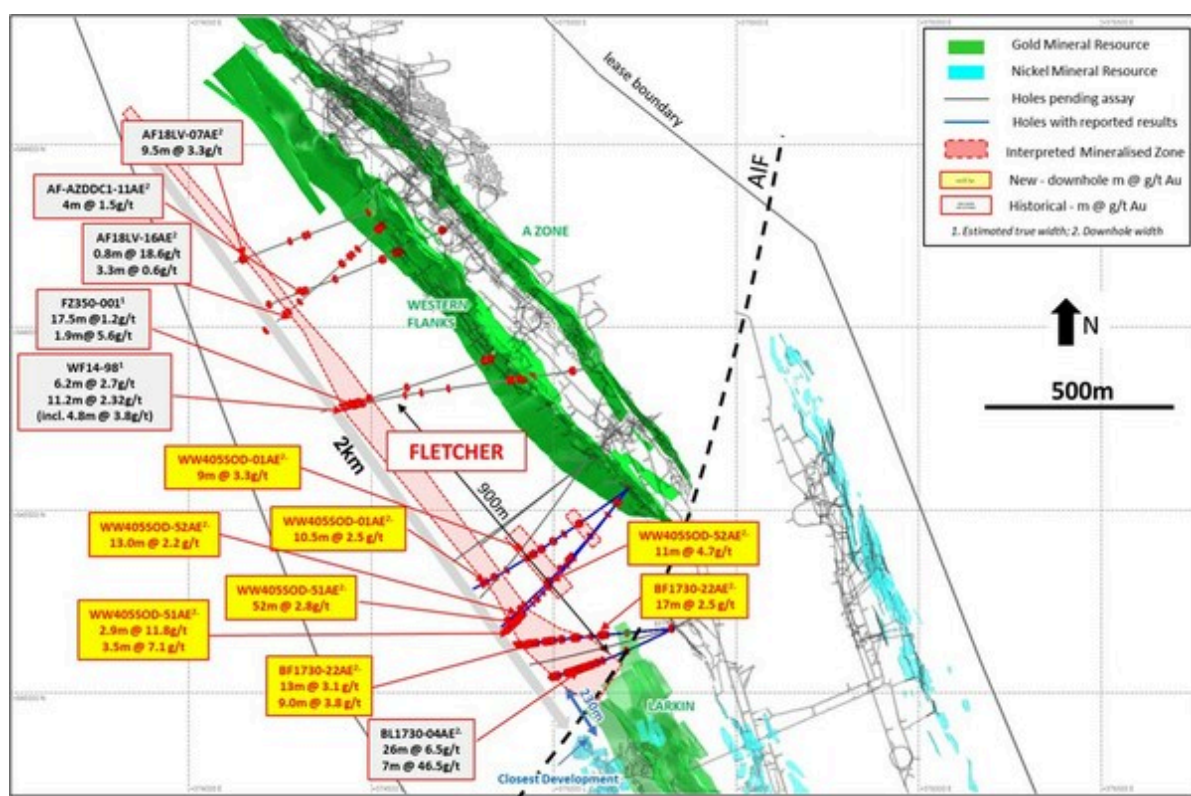 Gold Mineral Resource
Nickel Mineral Resource
Holes pending assay
Holes with reported results
Interpreted Mineralised Zone
New - downhole m @ g/t Au
Historical - m @ g/t Au
1. Estimated true width; 2. Downhole width
lease boundary
AIF
AF18LV-07AE²
9.5m @ 3.3g/t
AF-AZDDC1-11AE²
4m @ 1.5g/t
AF18LV-16AE²
0.8m @ 18.6g/t
3.3m @ 0.6g/t
A ZONE
FZ350-001¹
17.5m @1.2g/t
1.9m@ 5.6g/t
WESTERN
FLANKS
N
WF14-98¹
6.2m @ 2.7g/t
11.2m @ 2.32g/t
(incl. 4.8m @ 3.8g/t)
500m
2km
FLETCHER
900m
WW405SOD-01AE²·
9m @ 3.3g/t
WW405SOD-52AE²·
13.0m @ 2.2 g/t
WW405SOD-01AE²·
10.5m @ 2.5 g/t
WW405SOD-52AE²·
11m @ 4.7g/t
WW405SOD-51AE²·
52m @ 2.8g/t
BF1730-22AE²·
17m @ 2.5 g/t
WW405SOD-51AE²·
2.9m @ 11.8g/t
3.5m @ 7.1 g/t
BF1730-22AE²·
13m @ 3.1 g/t
9.0m @ 3.8 g/t
LARKIN
230m
BL1730-04AE²·
26m @ 6.5g/t
7m @ 46.5g/t
Closest Development